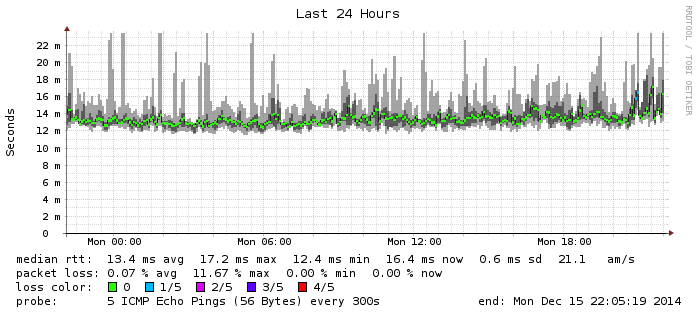 Last 24 Hours
RRDTOOL / TOBI OETIKER
Seconds
22 m
20 m
18 m
16 m
14 m
12 m
10 m
8 m
6 m
4 m
2 m
0
Mon 00:00 Mon 06:00 Mon 12:00 Mon 18:00
median rtt: 13.4 ms avg 17.2 ms max 12.4 ms min 16.4 ms now 0.6 ms sd 21.1 am/s
packet loss: 0.07 % avg 11.67 % max 0.00 % min 0.00 % now
loss color: 0 1/5 2/5 3/5 4/5
probe: 5 ICMP Echo Pings (56 Bytes) every 300s end: Mon Dec 15 22:05:19 2014